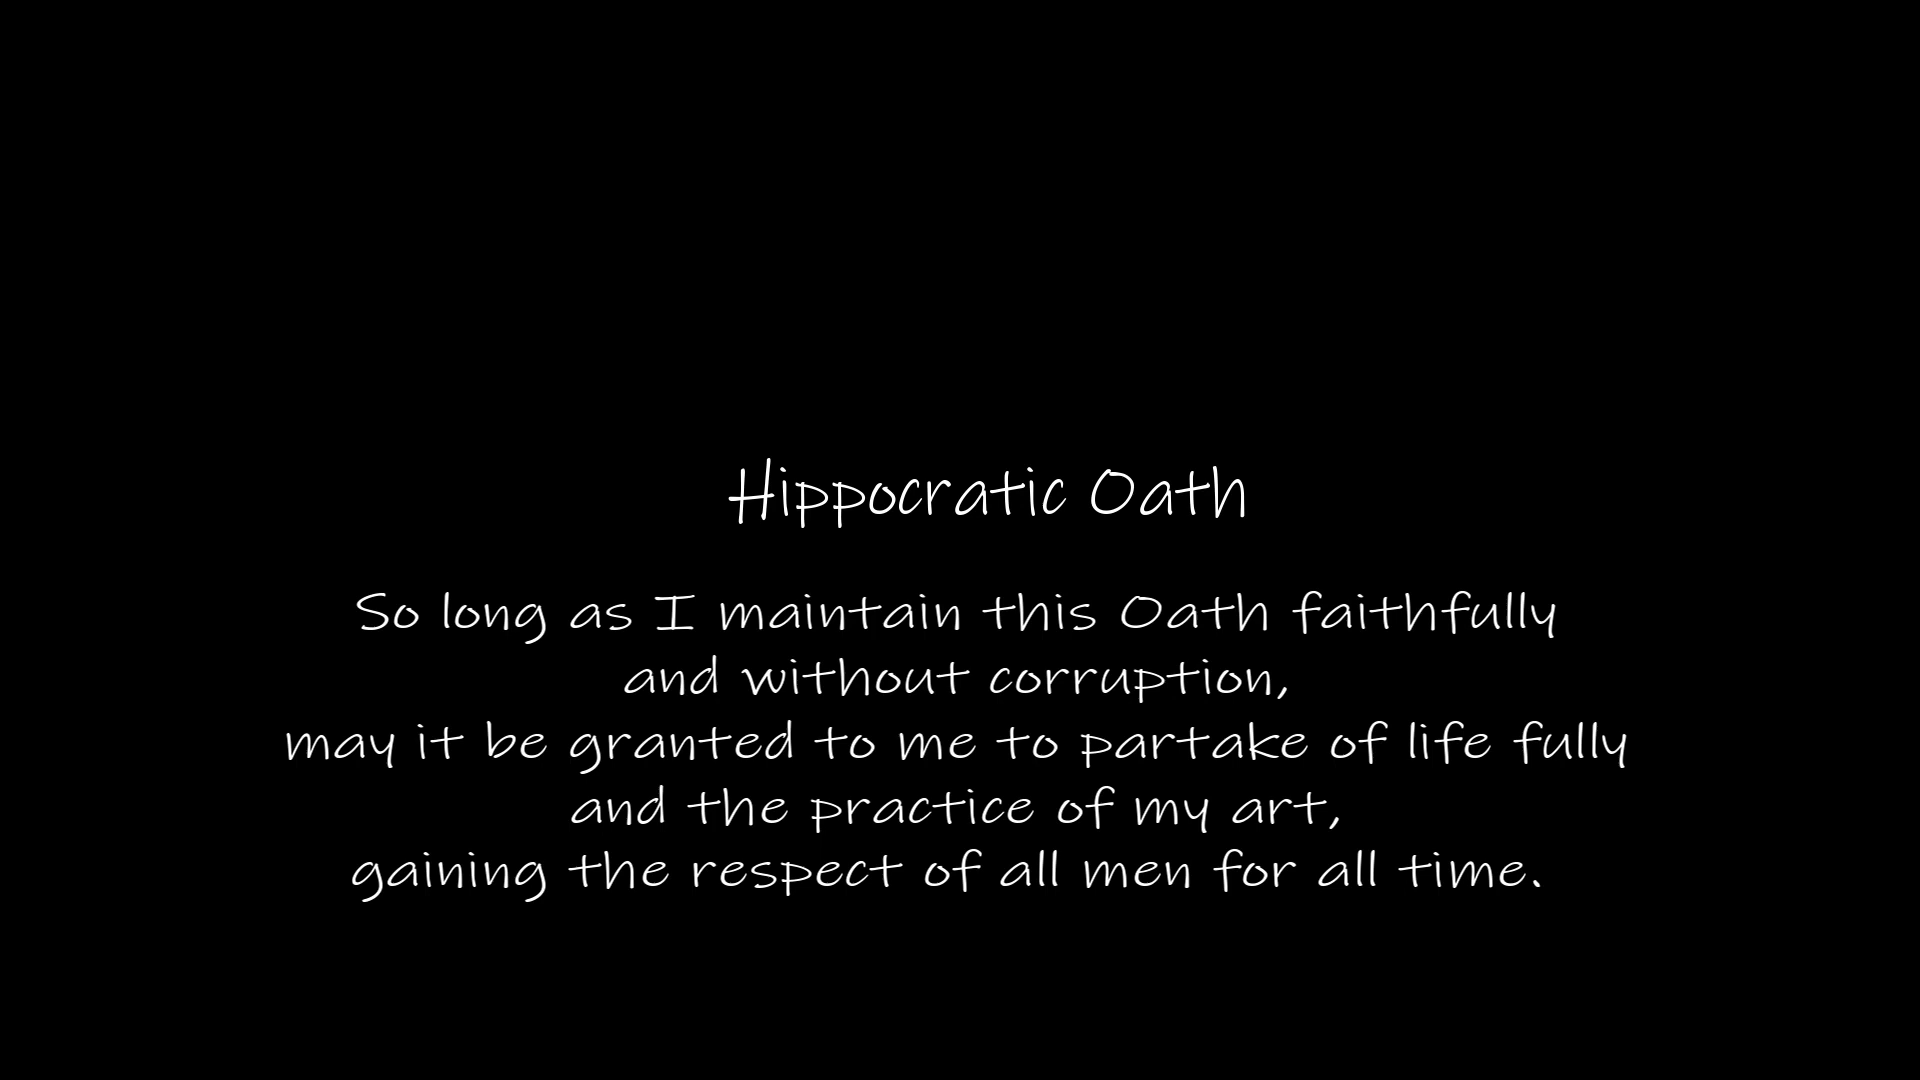 Hippocratic Oath
So long as I maintain this Oath faithfully
and without corruption,
may it be granted to me to partake of life fully
and the practice of my art,
gaining the respect of all men for all time.